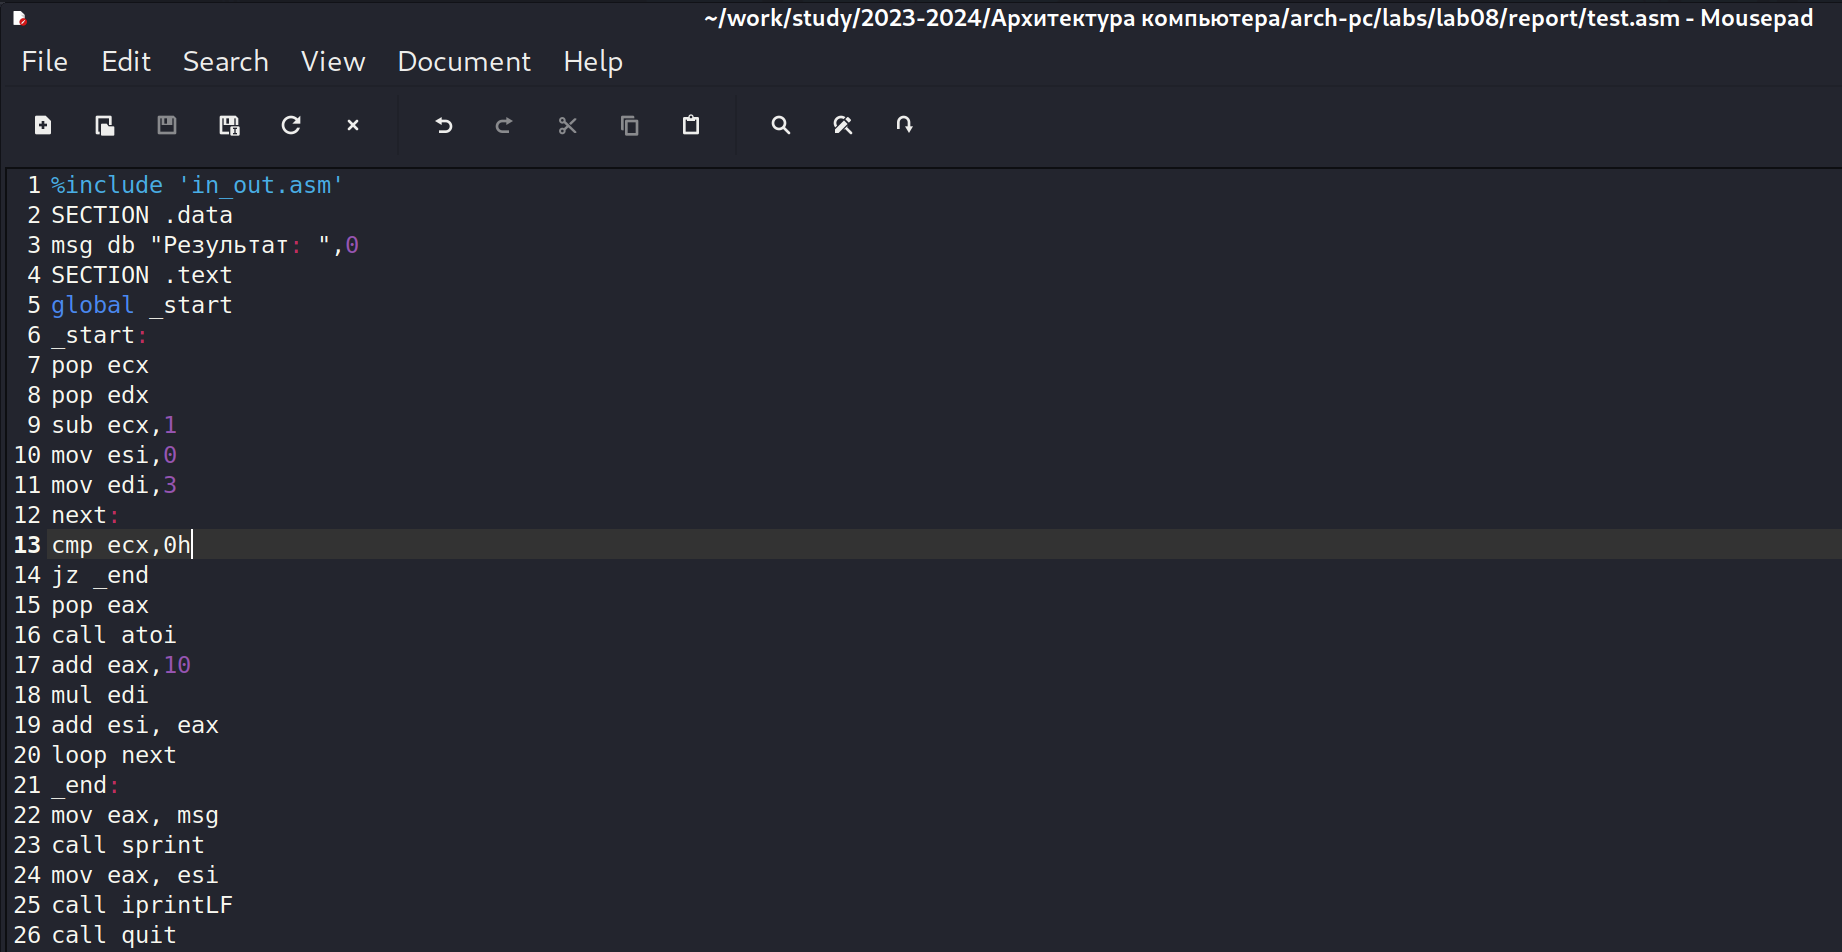 ~/work/study/2023-2024/Архитектура компьютера/arch-pc/labs/lab08/report/test.asm - Mousepad
File Edit Search View Document Help
1 %include 'in_out.asm'
2 SECTION .data
3 msg db "Результат: ",0
4 SECTION .text
5 global _start
6 _start:
7 pop ecx
8 pop edx
9 sub ecx,1
10 mov esi,0
11 mov edi,3
12 next:
13 cmp ecx,0h
14 jz _end
15 pop eax
16 call atoi
17 add eax,10
18 mul edi
19 add esi, eax
20 loop next
21 _end:
22 mov eax, msg
23 call sprint
24 mov eax, esi
25 call iprintLF
26 call quit